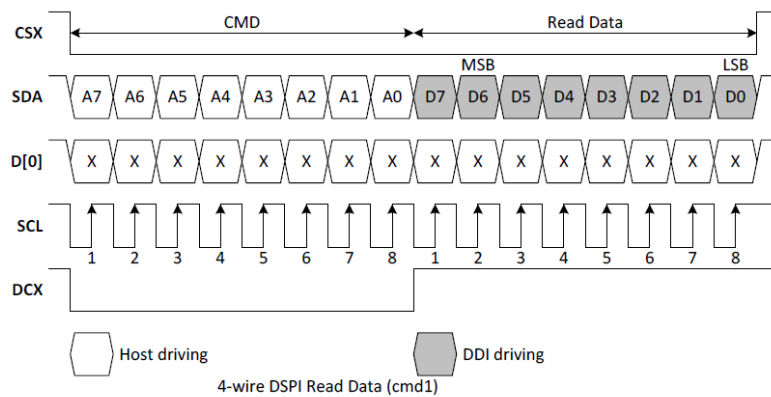 CMD Read Data
CSX
MSB LSB
SDA A7 A6 A5 A4 A3 A2 A1 A0 D7 D6 D5 D4 D3 D2 D1 D0
D[0] X X X X X X X X X X X X X X X X
SCL
1 2 3 4 5 6 7 8 1 2 3 4 5 6 7 8
DCX
Host driving DDI driving
4-wire DSPI Read Data (cmd1)